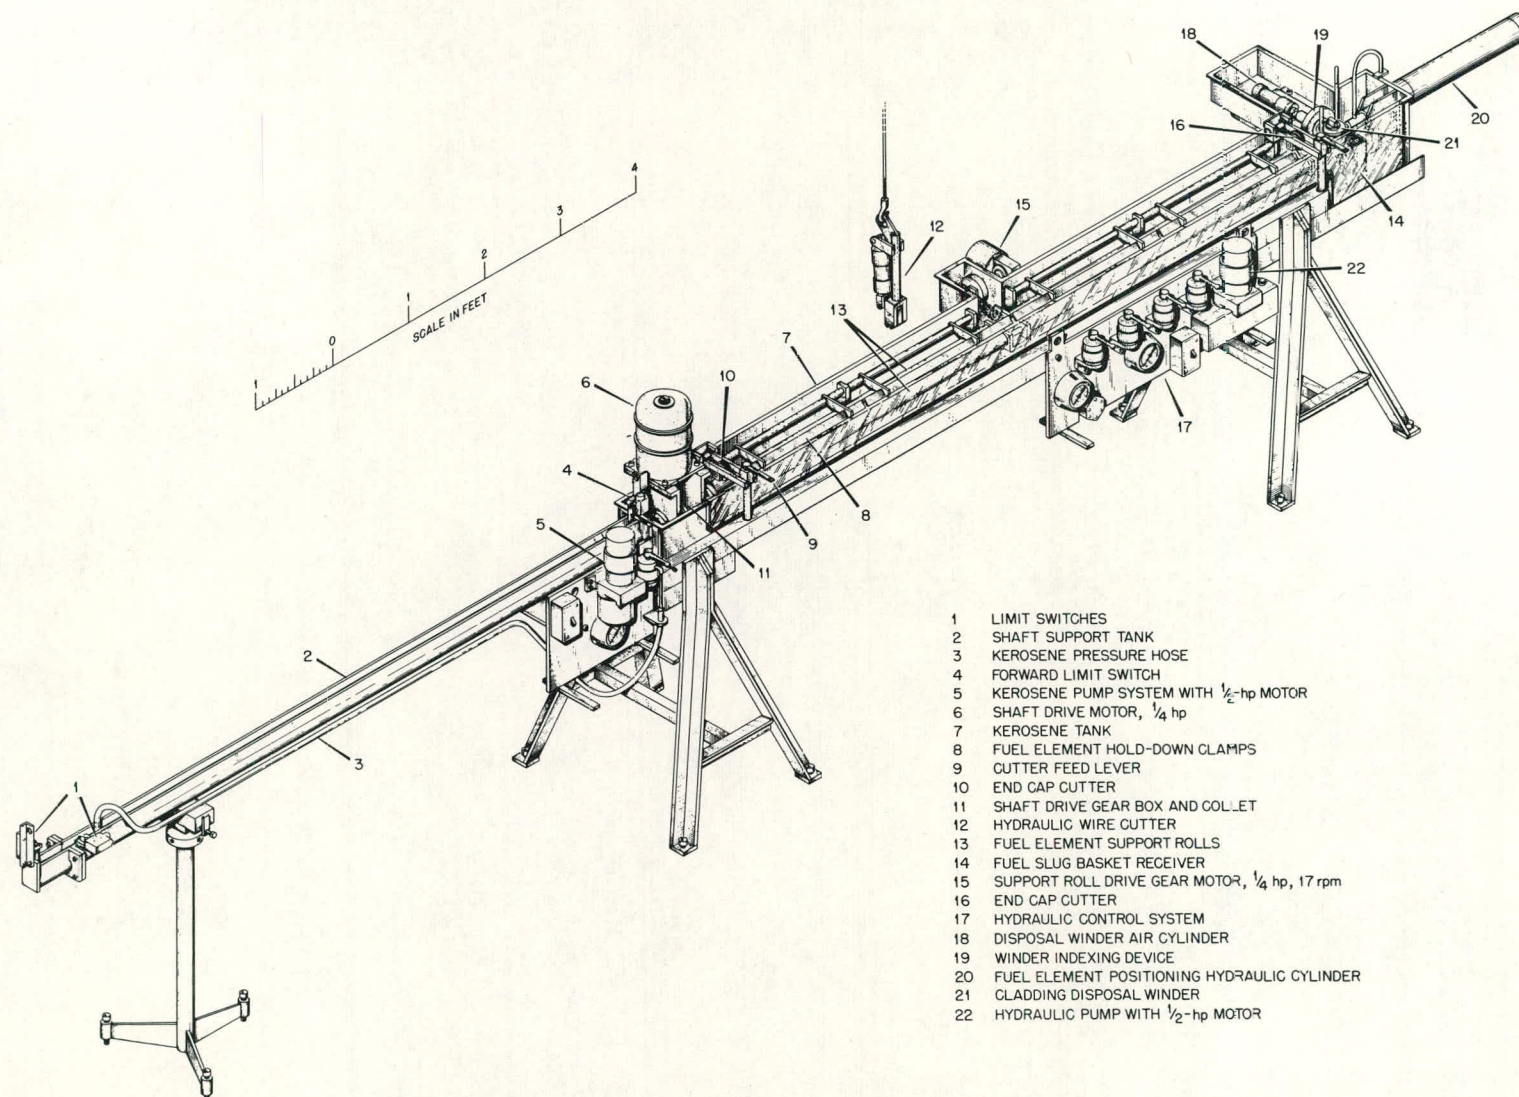 18
19
20
16
21
14
4
3
12
15
2
22
1
SCALE IN FEET
0
13
7
1
17
6
10
4
8
5
9
11
2
3
1
1 LIMIT SWITCHES
2 SHAFT SUPPORT TANK
3 KEROSENE PRESSURE HOSE
4 FORWARD LIMIT SWITCH
5 KEROSENE PUMP SYSTEM WITH 1/2-hp MOTOR
6 SHAFT DRIVE MOTOR, 1/4 hp
7 KEROSENE TANK
8 FUEL ELEMENT HOLD-DOWN CLAMPS
9 CUTTER FEED LEVER
10 END CAP CUTTER
11 SHAFT DRIVE GEAR BOX AND COLLET
12 HYDRAULIC WIRE CUTTER
13 FUEL ELEMENT SUPPORT ROLLS
14 FUEL SLUG BASKET RECEIVER
15 SUPPORT ROLL DRIVE GEAR MOTOR, 1/4 hp, 17 rpm
16 END CAP CUTTER
17 HYDRAULIC CONTROL SYSTEM
18 DISPOSAL WINDER AIR CYLINDER
19 WINDER INDEXING DEVICE
20 FUEL ELEMENT POSITIONING HYDRAULIC CYLINDER
21 CLADDING DISPOSAL WINDER
22 HYDRAULIC PUMP WITH 1/2-hp MOTOR